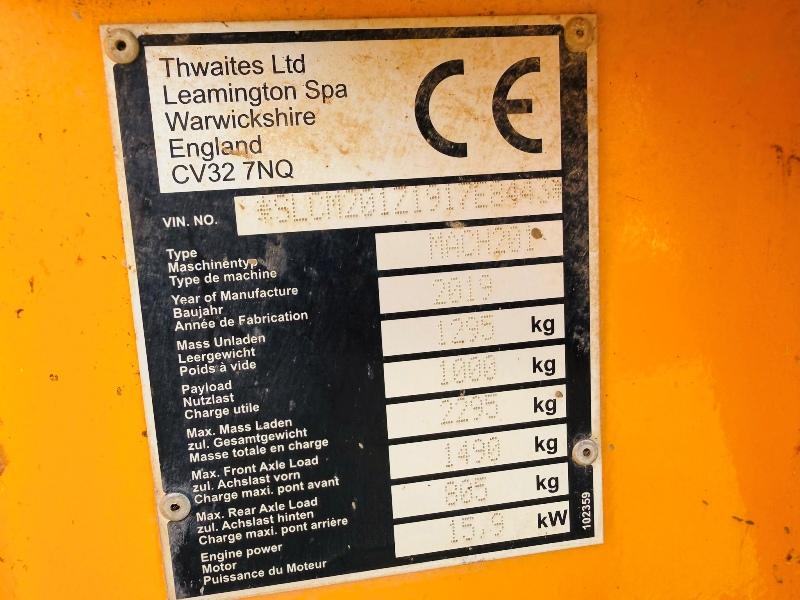 Thwaites Ltd
Leamington Spa
Warwickshire
England
CV32 7NQ
CE
VIN. NO.
Type MACH201
Maschinentyp
Type de machine
Year of Manufacture 2019
Baujahr
Année de Fabrication
Mass Unladen 1295 kg
Leergewicht
Poids à vide
Payload 1000 kg
Nutzlast
Charge utile
Max. Mass Laden 2295 kg
zul. Gesamtgewicht
Masse totale en charge
Max. Front Axle Load 1490 kg
zul. Achslast vorn
Charge maxi. pont avant
Max. Rear Axle Load 805 kg
zul. Achslast hinten
Charge maxi. pont arrière
Engine power 15,9 kW
Motor
Puissance du Moteur
102359